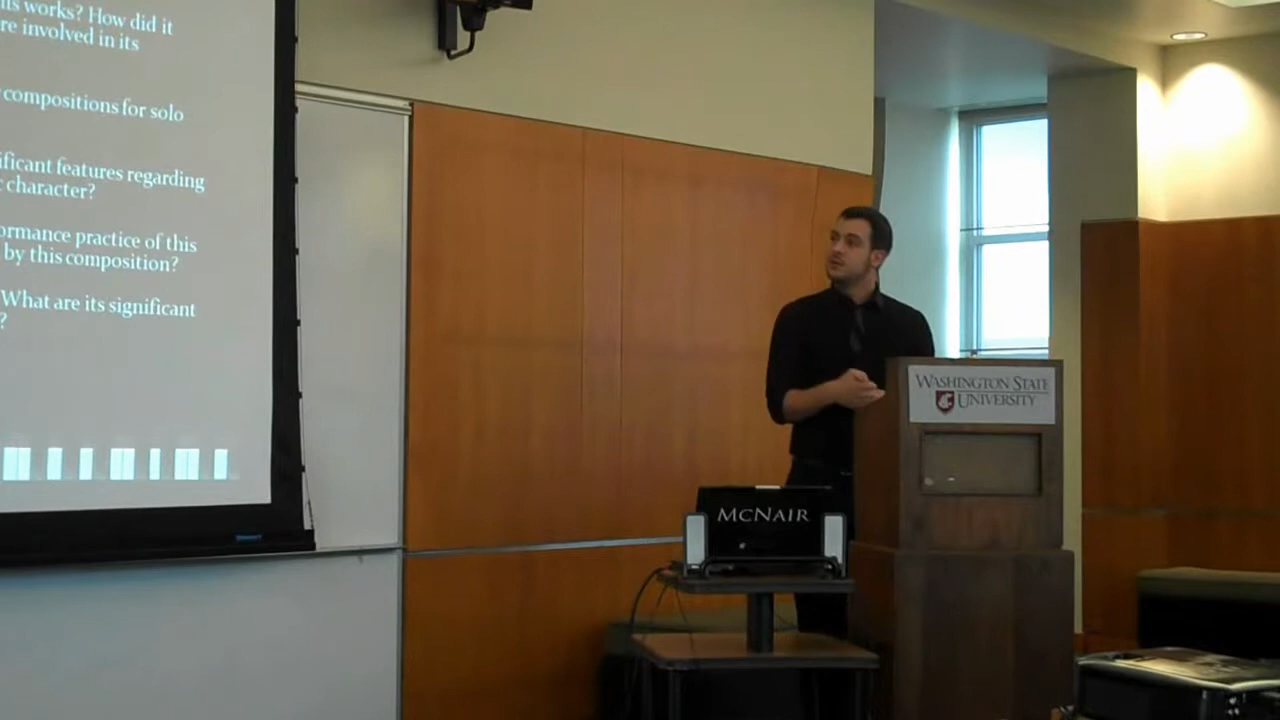 works? How did it
re involved in its
compositions for solo
ificant features regarding
character?
ormance practice of this
by this composition?
What are its significant
?
WASHINGTON STATE
UNIVERSITY
MCNAIR